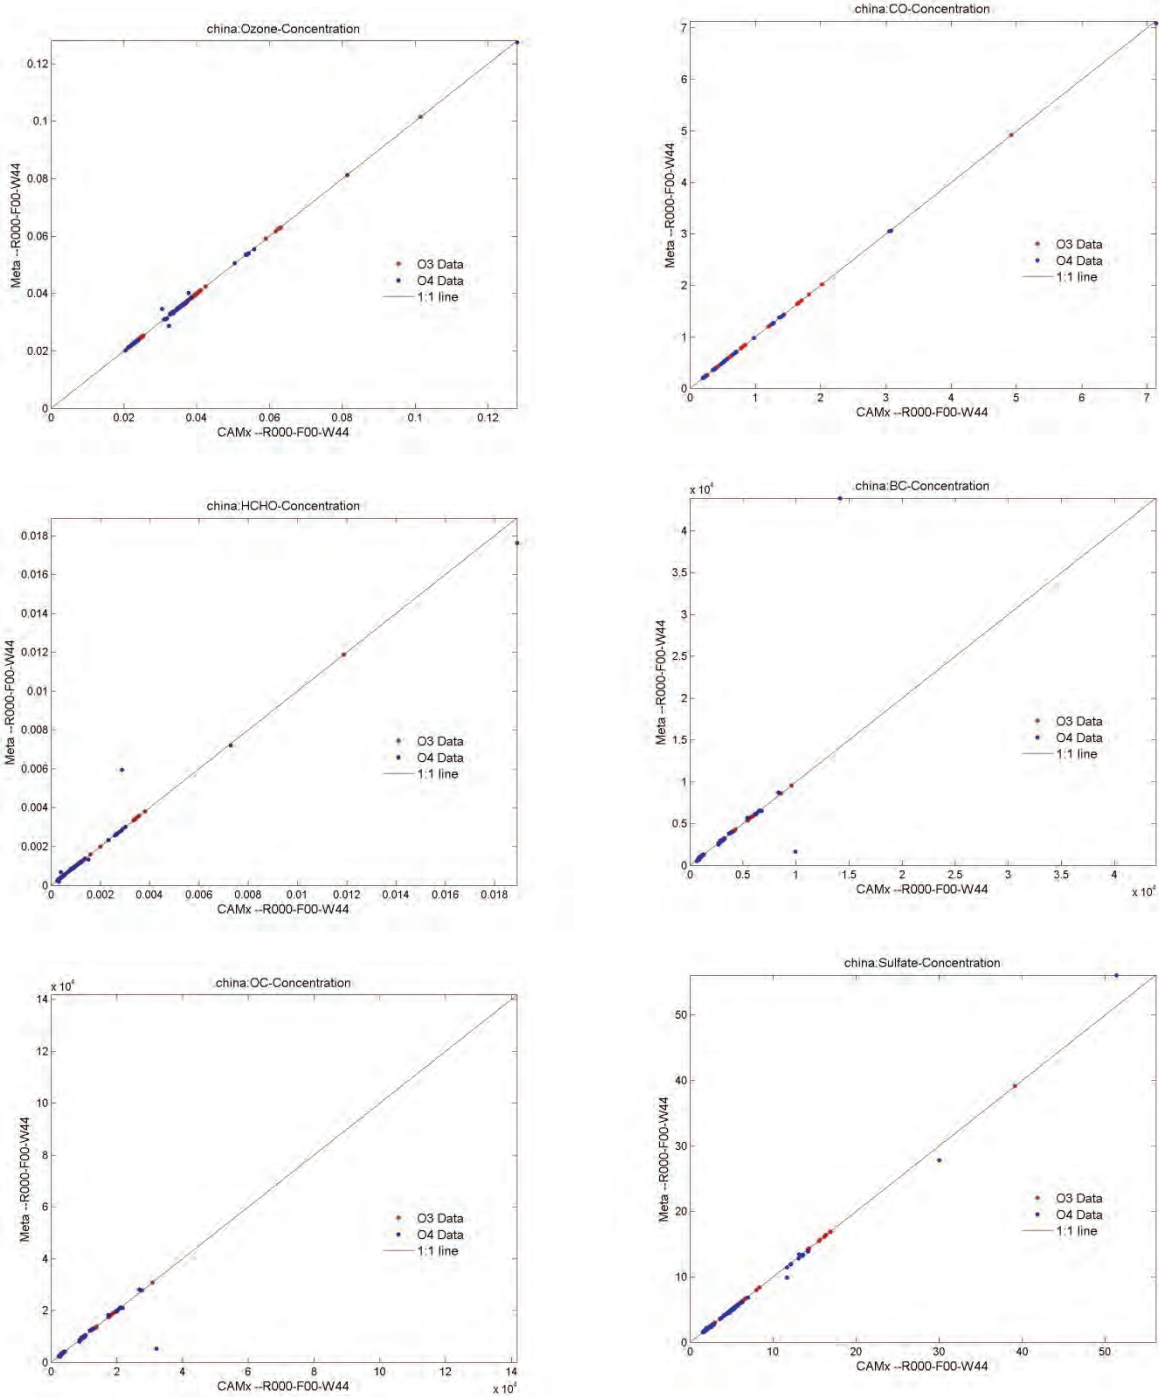 china:Ozone-Concentration
0.12
0.1
0.08
0.06
0.04
0.02
0
0.02
0.04
0.06
0.08
0.1
0.12
Meta --R000-F00-W44
CAMx --R000-F00-W44
O3 Data
O4 Data
1:1 line
china:CO-Concentration
7
6
5
4
3
2
1
0
0
1
2
3
4
5
6
7
Meta --R000-F00-W44
CAMx --R000-F00-W44
O3 Data
O4 Data
1:1 line
china:HCHO-Concentration
0.018
0.016
0.014
0.012
0.01
0.008
0.006
0.004
0.002
0
0
0.002
0.004
0.006
0.008
0.01
0.012
0.014
0.016
0.018
Meta --R000-F00-W44
CAMx --R000-F00-W44
O3 Data
O4 Data
1:1 line
china:BC-Concentration
4
3.5
3
2.5
2
1.5
1
0.5
0
0
0.5
1
1.5
2
2.5
3
3.5
4
Meta --R000-F00-W44
CAMx --R000-F00-W44
O3 Data
O4 Data
1:1 line
china:OC-Concentration
14
12
10
8
6
4
2
0
0
2
4
6
8
10
12
14
Meta --R000-F00-W44
CAMx --R000-F00-W44
O3 Data
O4 Data
1:1 line
china:Sulfate-Concentration
50
40
30
20
10
0
0
10
20
30
40
50
Meta --R000-F00-W44
CAMx --R000-F00-W44
O3 Data
O4 Data
1:1 line